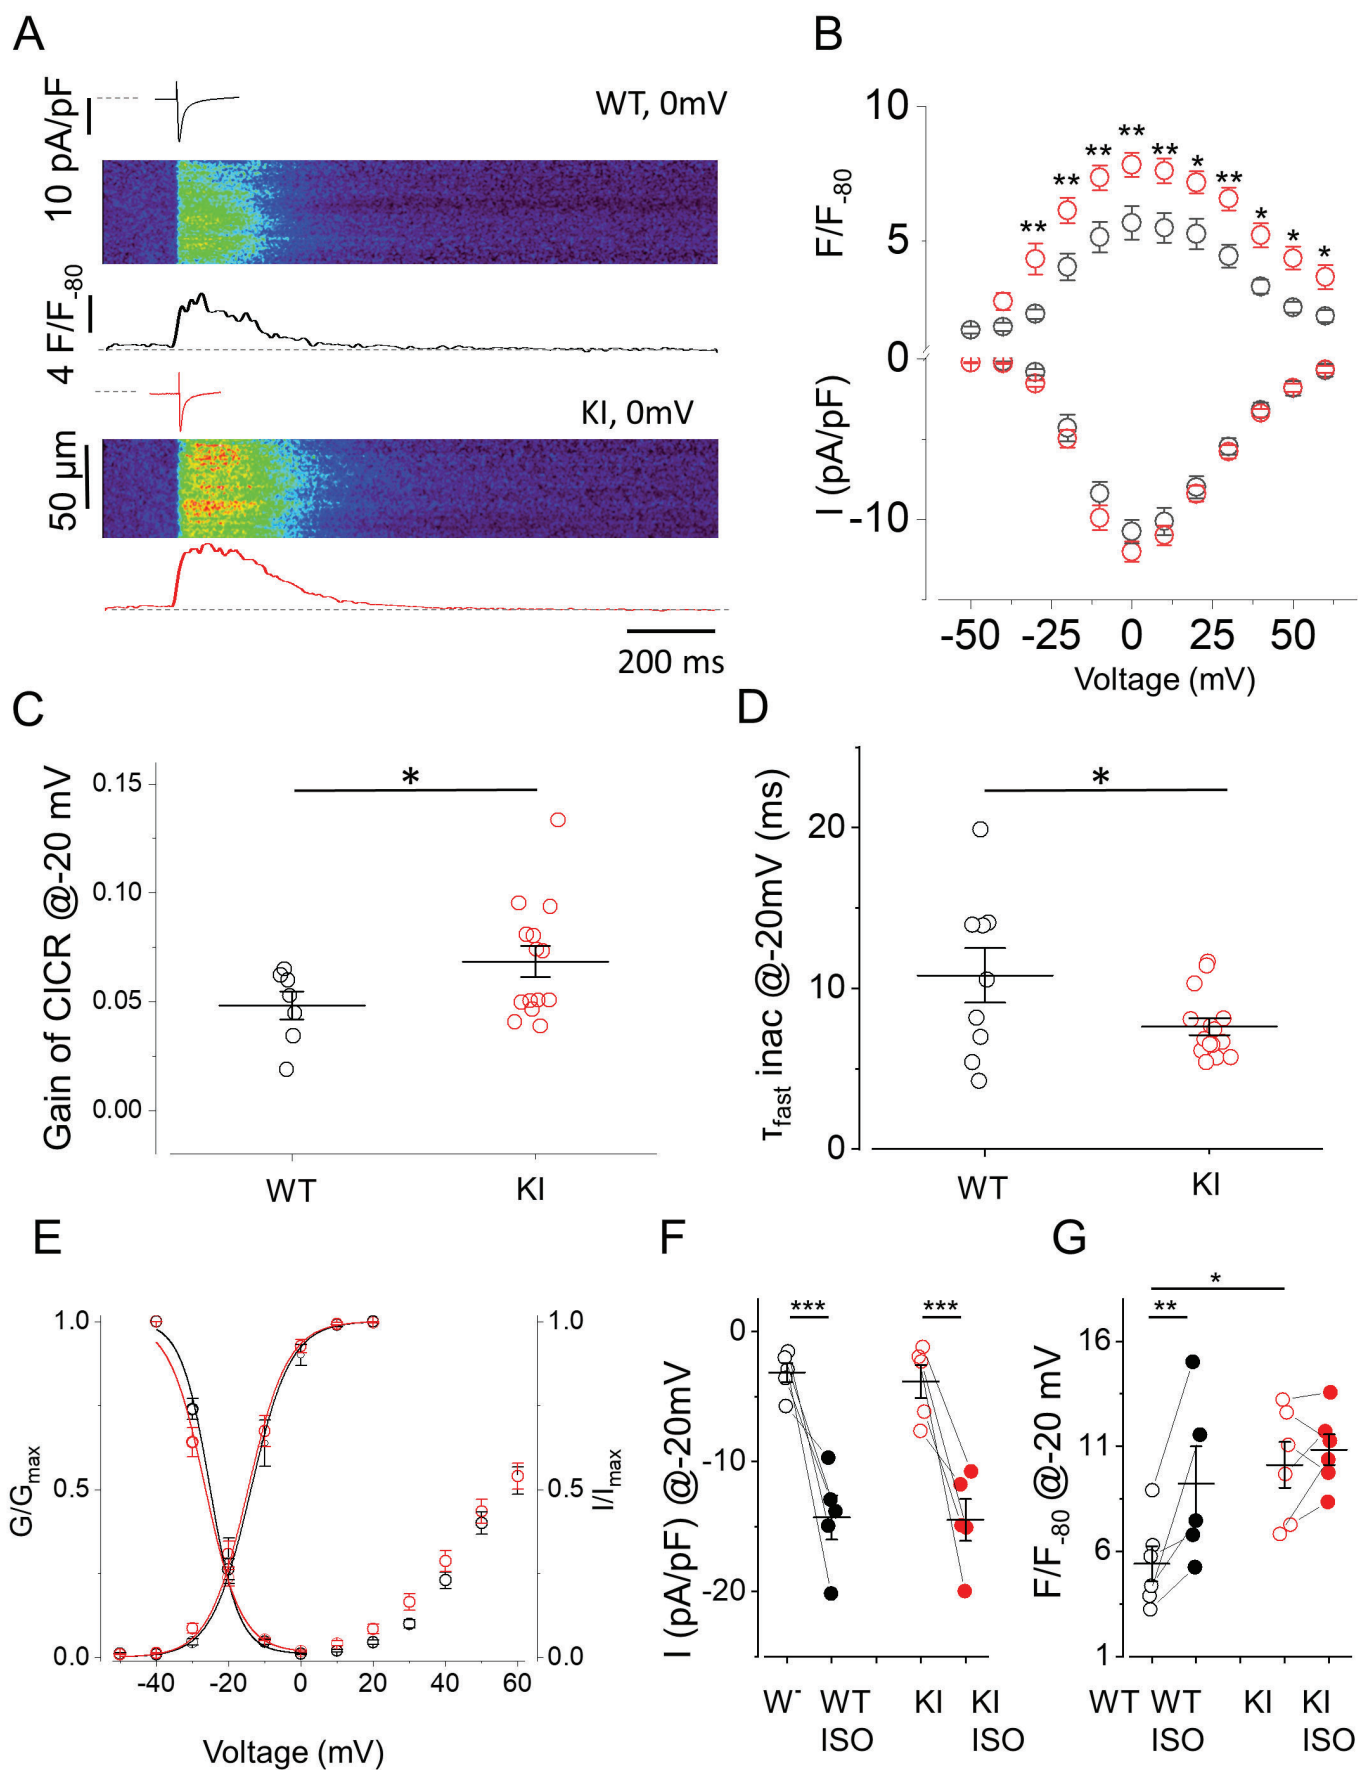 A
10 pA/pF
WT, 0mV
4 F/F-80
KI, 0mV
50 µm
200 ms
B
**
** **
** * **
** *
** *
*
10
5
0
-10
F/F-80
I (pA/pF)
-50 -25 0 25 50
Voltage (mV)
C
Gain of CICR @-20 mV
*
0.15
0.10
0.05
0.00
WT KI
D
τfast inac @-20mV (ms)
*
20
10
0
WT KI
E
G/Gmax
I/Imax
1.0 1.0
0.5 0.5
0.0 0.0
-40 -20 0 20 40 60
Voltage (mV)
F
I (pA/pF) @-20mV
*** ***
0
-10
-20
W- WT KI KI
ISO ISO
G
F/F-80 @-20 mV
*
**
16
11
6
1
WT WT KI KI
ISO ISO